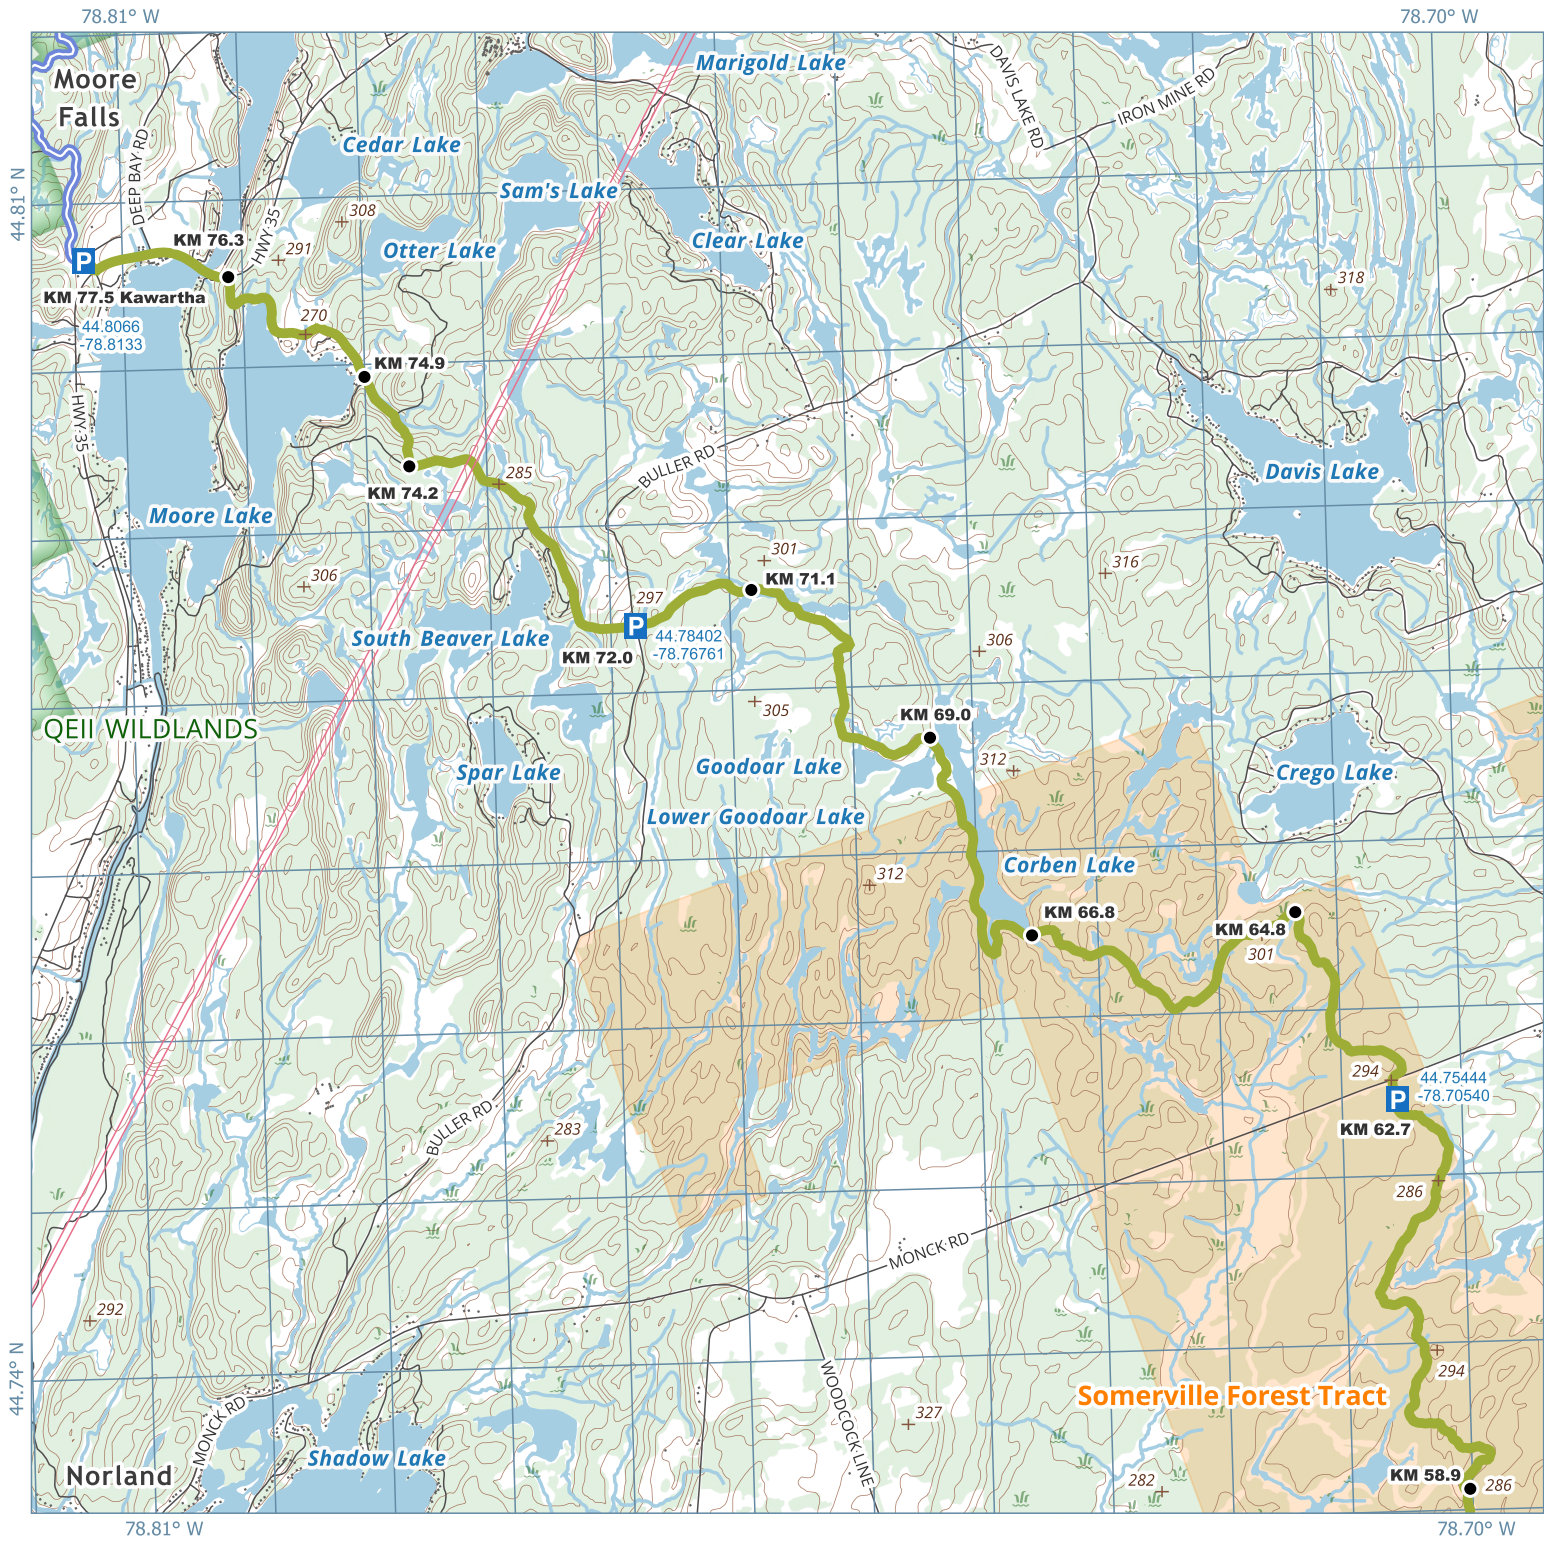 78.81° W
78.70° W
Moore
Falls
Marigold Lake
DAVIS LAKE RD
IRON MINE RD
DEEP BAY RD
Cedar Lake
Sam's Lake
44.81° N
308
HWY 35
KM 76.3
291
Otter Lake
Clear Lake
P
318
KM 77.5 Kawartha
270
44.8066
-78.8133
KM 74.9
HWY 35
BULLER RD
285
Davis Lake
KM 74.2
Moore Lake
301
316
306
KM 71.1
297
P
South Beaver Lake
44.78402
-78.76761
306
KM 72.0
305
KM 69.0
QEII WILDLANDS
312
Spar Lake
Goodoar Lake
Crego Lake
Lower Goodoar Lake
Corben Lake
312
KM 66.8
KM 64.8
301
294
44.75444
-78.70540
P
BULLER RD
283
KM 62.7
286
MONCK RD
292
44.74° N
294
Somerville Forest Tract
WOODCOCK LINE
327
MONCK RD
Shadow Lake
Norland
282
KM 58.9
286
78.81° W
78.70° W